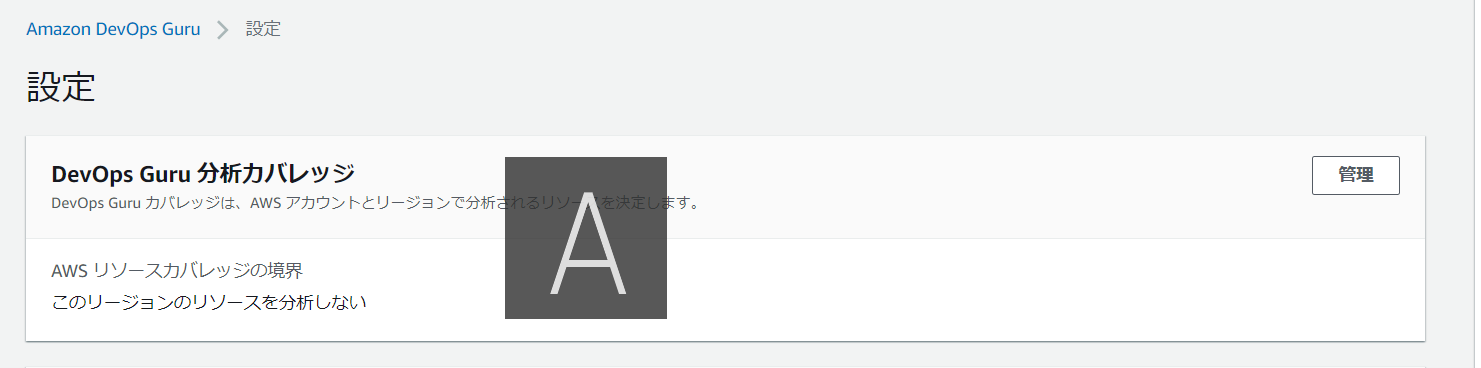 Amazon DevOps Guru > 設定
設定
DevOps Guru 分析カバレッジ
管理
DevOps Guru カバレッジは、AWS アカウントとリージョンで分析されるリソースを決定します。
A
AWS リソースカバレッジの境界
このリージョンのリソースを分析しない